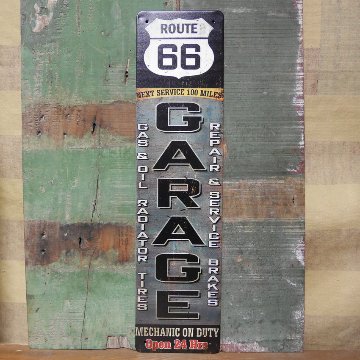 ROUTE
66
NEXT SERVICE 100 MILES
GARAGE
GAS & OIL RADIATOR TIRES
REPAIR & SERVICE BRAKES
MECHANIC ON DUTY
Open 24 Hrs